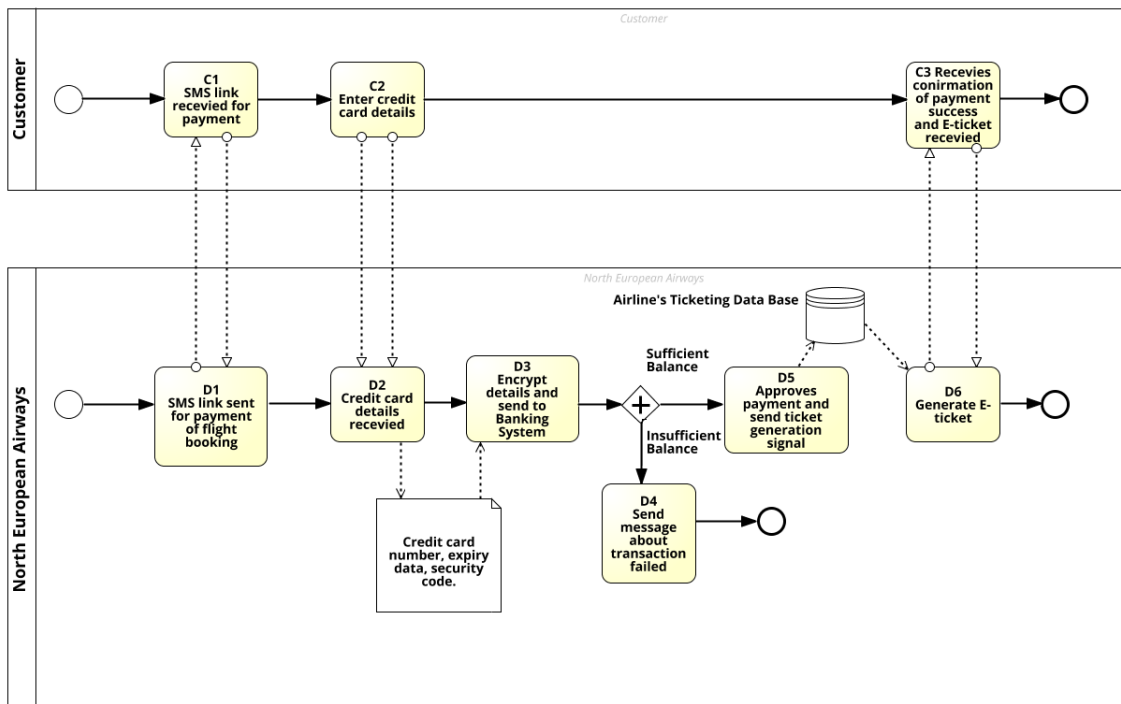 Customer
Customer
C1
SMS link
recevied for
payment
C2
Enter credit
card details
C3 Recevies
conirmation
of payment
success
and E-ticket
recevied
North European Airways
North European Airways
Airline's Ticketing Data Base
D1
SMS link sent
for payment
of flight
booking
D2
Credit card
details
recevied
D3
Encrypt
details and
send to
Banking
System
Sufficient
Balance
Insufficient
Balance
D5
Approves
payment and
send ticket
generation
signal
D6
Generate E-
ticket
D4
Send
message
about
transaction
failed
Credit card
number, expiry
data, security
code.